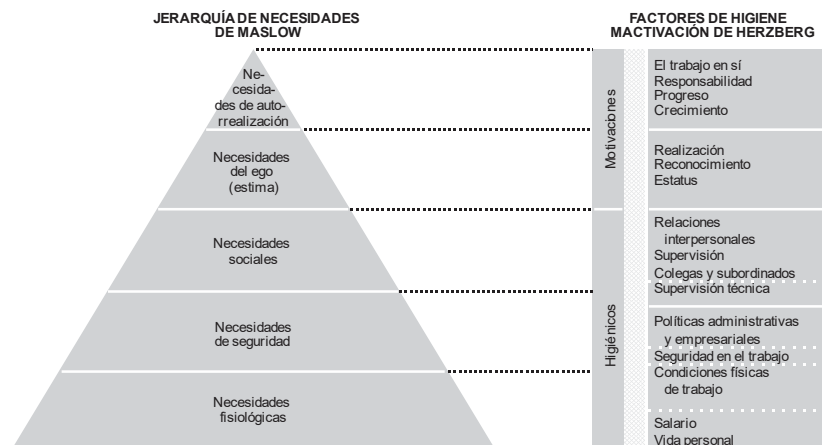 JERARQUÍA DE NECESIDADES
DE MASLOW
Ne-
cesida-
des de auto-
rrealización
Necesidades
del ego
(estima)
Necesidades
sociales
Necesidades
de seguridad
Necesidades
fisiológicas
FACTORES DE HIGIENE
MACTIVACIÓN DE HERZBERG
Motivaciones
El trabajo en sí
Responsabilidad
Progreso
Crecimiento
Realización
Reconocimiento
Estatus
Higiénicos
Relaciones
interpersonales
Supervisión
Colegas y subordinados
Supervisión técnica
Políticas administrativas
y empresariales
Seguridad en el trabajo
Condiciones físicas
de trabajo
Salario
Vida personal